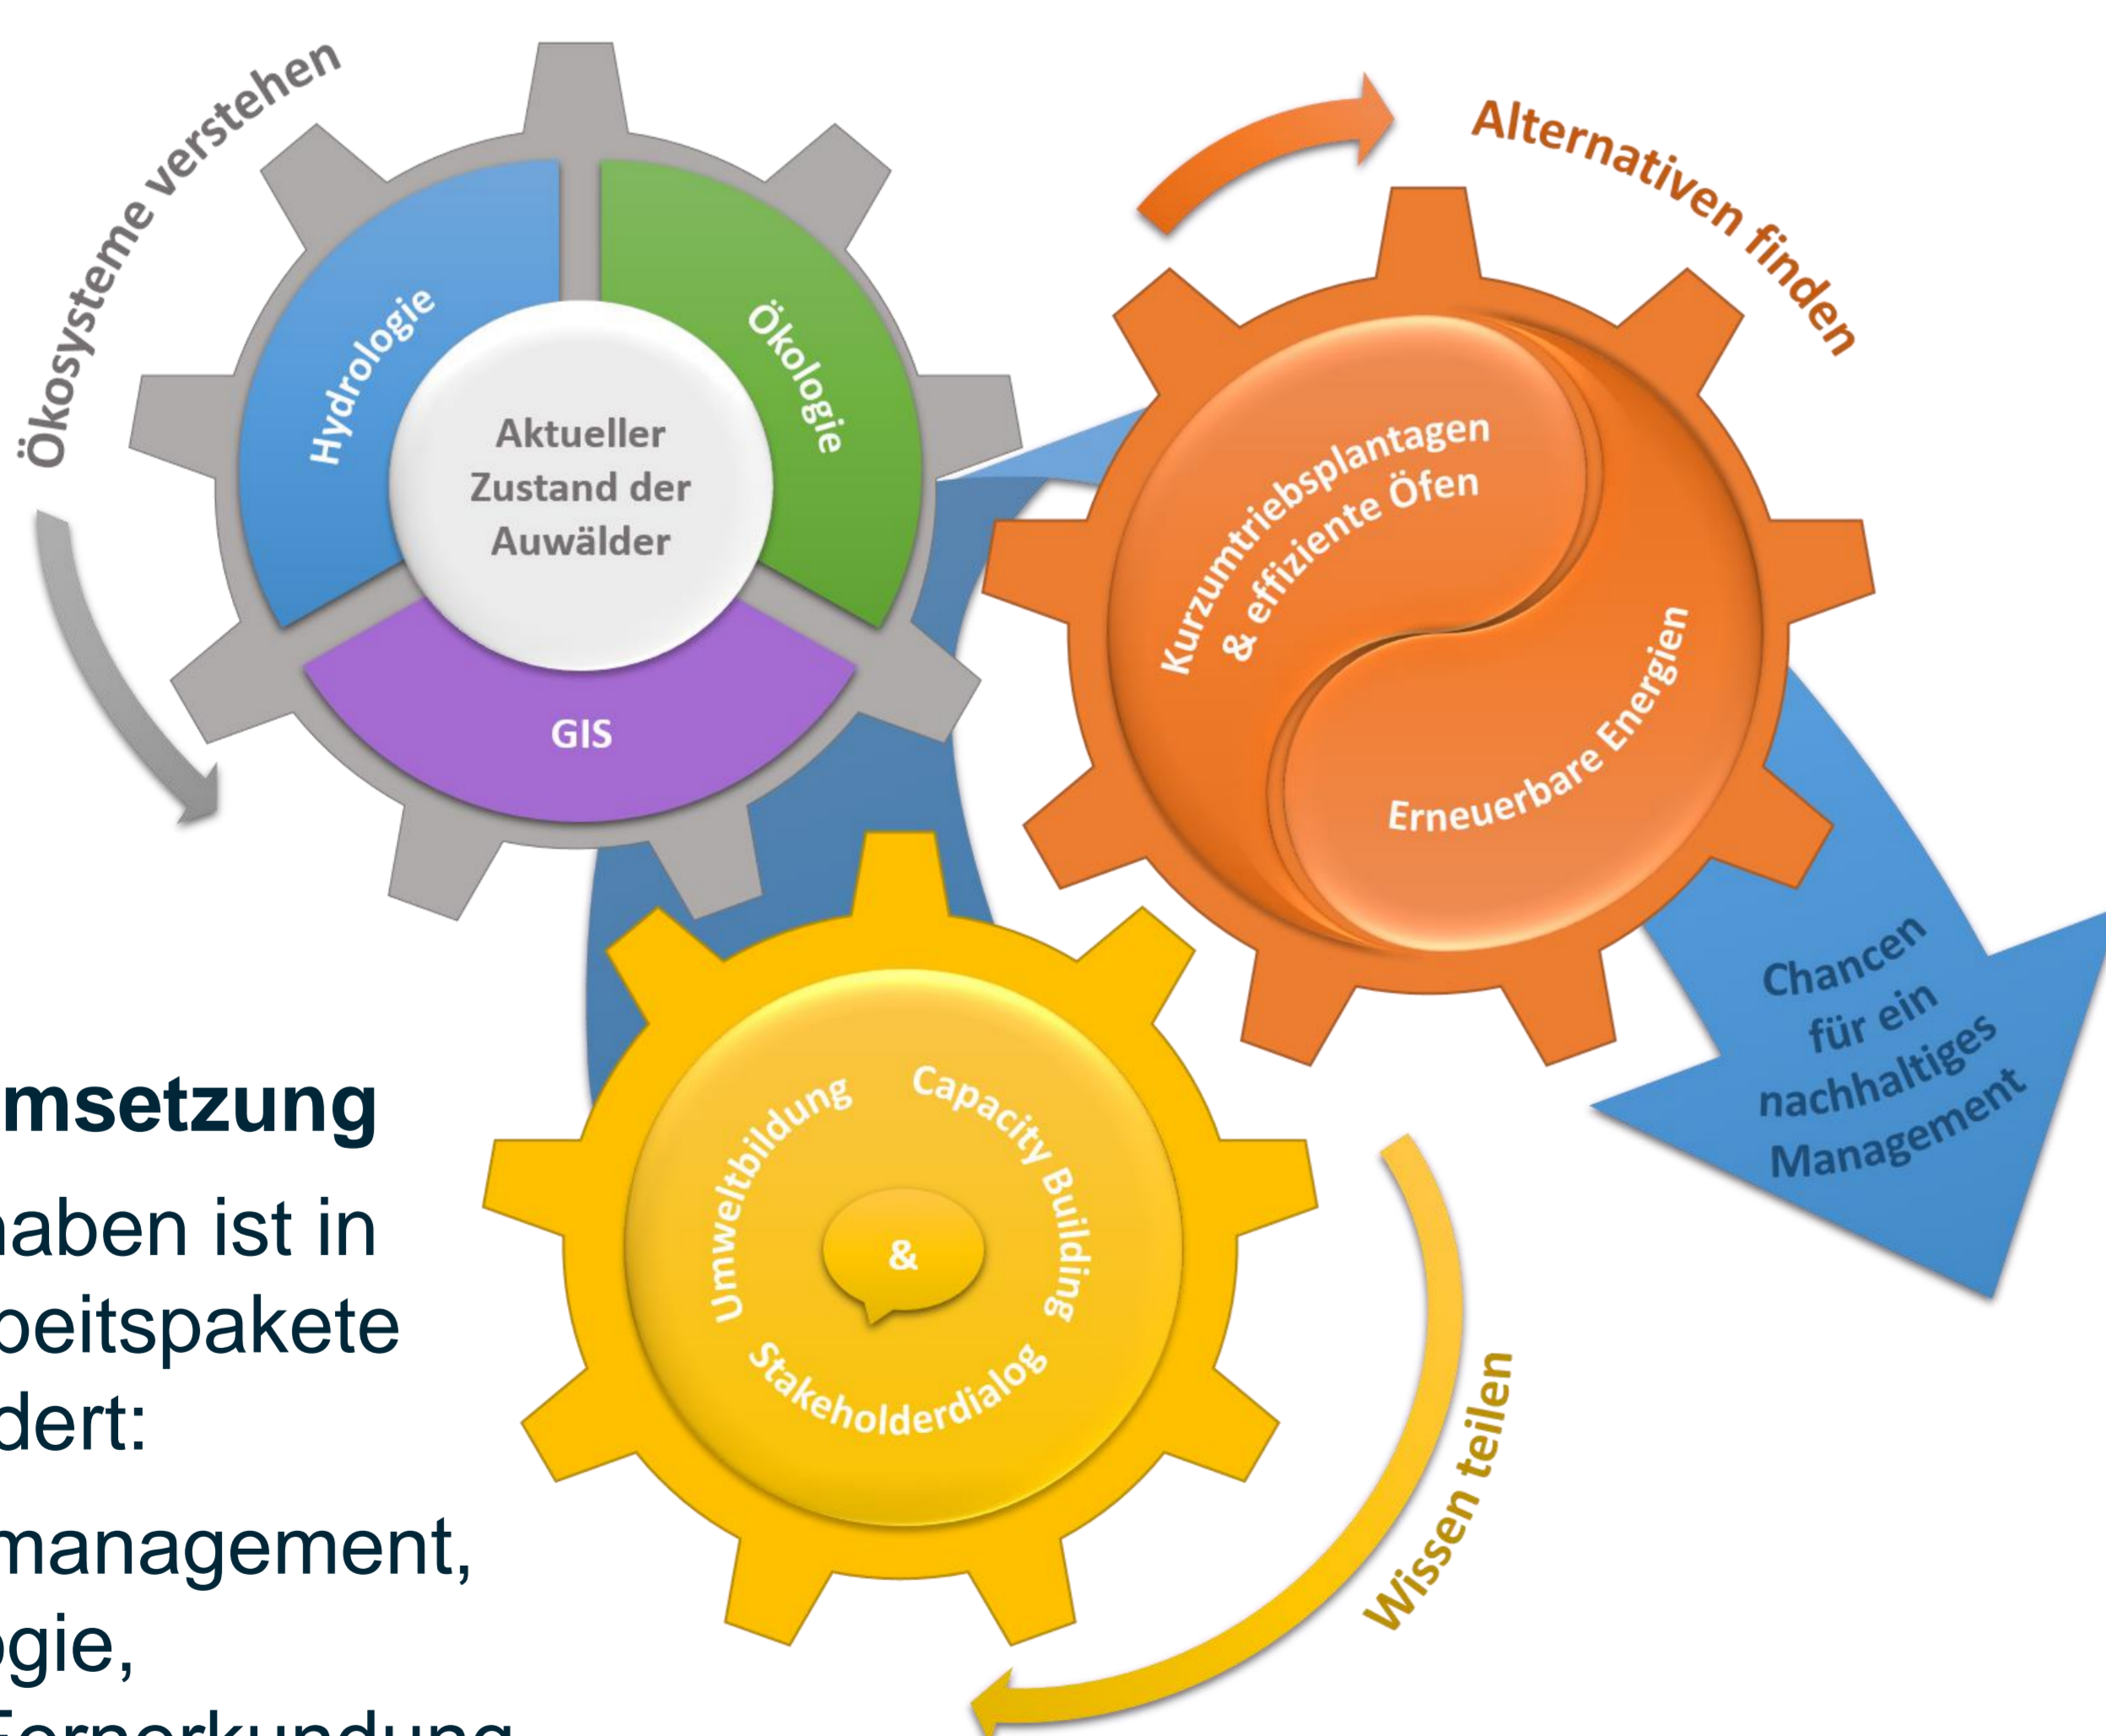 Ökosysteme verstehen
Hydrologie
Ökologie
Aktueller
Zustand der
Auwälder
GIS
Alternativen finden
Kurzumtriebsplantagen
& effiziente Öfen
Erneuerbare Energien
Chancen
für ein
nachhaltiges
Management
Umweltbildung
Capacity Building
&
Stakeholderdialog
Wissen teilen
msetzung
haben ist in
beitspakete
dert:
management,
gie,
Fernerkundung